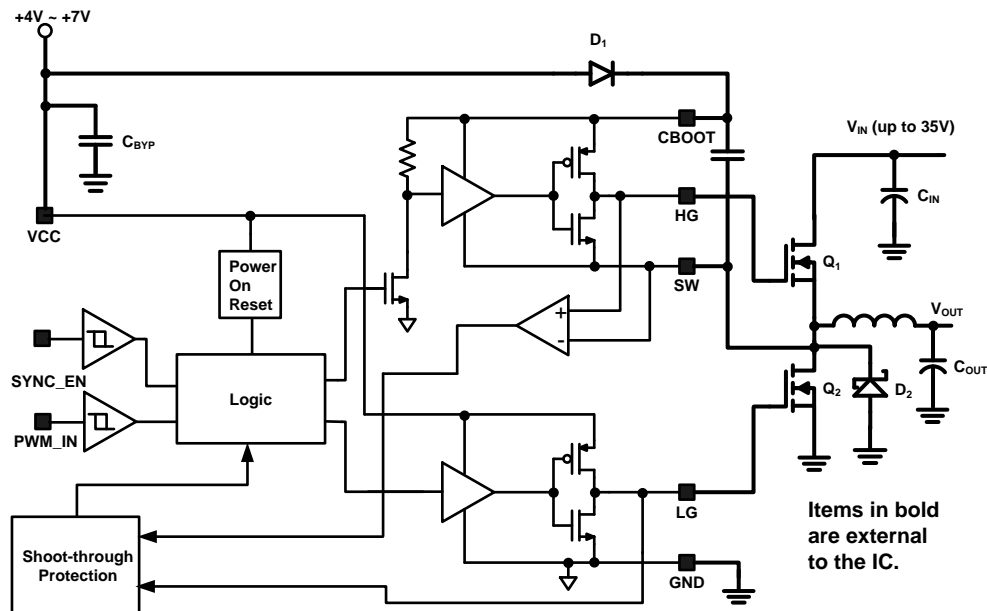 +4V ~ +7V
D1
CBYP
CBOOT
VIN (up to 35V)
CIN
VCC
HG
Power
On
Reset
Q1
SW
VOUT
+
-
SYNC_EN
Logic
COUT
Q2
D2
PWM_IN
LG
Items in bold
are external
to the IC.
Shoot-through
Protection
GND